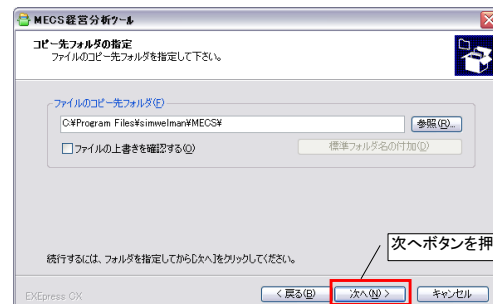 MECS経営分析ツール
コピー先フォルダの指定
ファイルのコピー先フォルダを指定して下さい。
ファイルのコピー先フォルダ(F)
C:¥Program Files¥simwelman¥MECS¥
参照(R)...
ファイルの上書きを確認する(O)
標準フォルダ名の付加(D)
次へボタンを押
続行するには、フォルダを指定してから[次へ]をクリックしてください。
EXEpress CX
< 戻る(B)
次へ(N) >
キャンセル